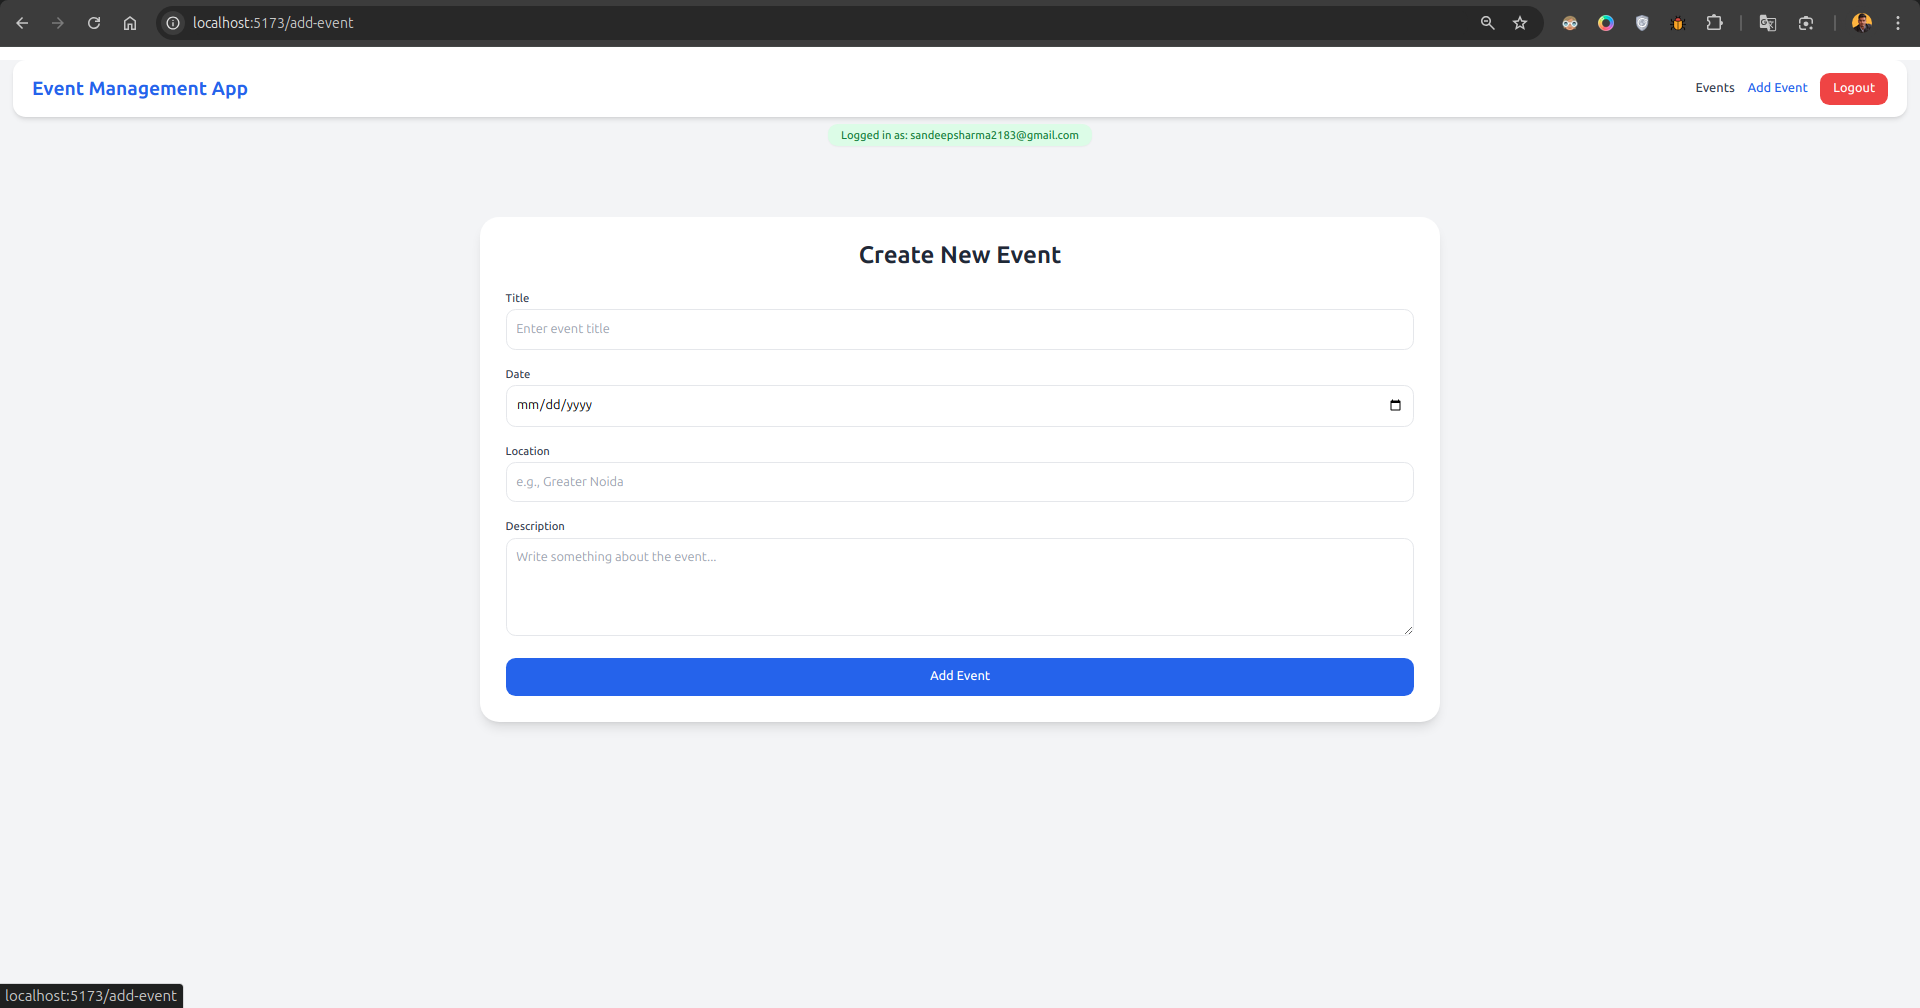 localhost:5173/add-event
Event Management App
Events Add Event Logout
Logged in as: sandeepsharma2183@gmail.com
Create New Event
Title
Enter event title
Date
mm/dd/yyyy
Location
e.g., Greater Noida
Description
Write something about the event...
Add Event
localhost:5173/add-event